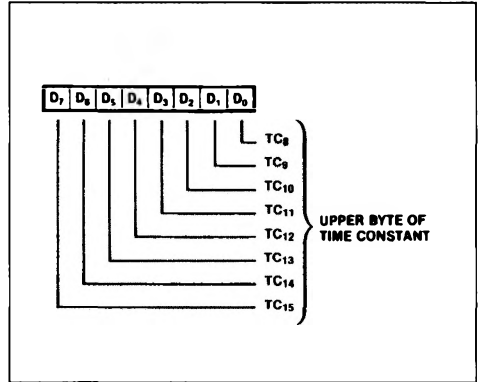 D₇ D₆ D₅ D₄ D₃ D₂ D₁ D₀
TC₈
TC₉
TC₁₀
TC₁₁
TC₁₂
TC₁₃
TC₁₄
TC₁₅
UPPER BYTE OF
TIME CONSTANT